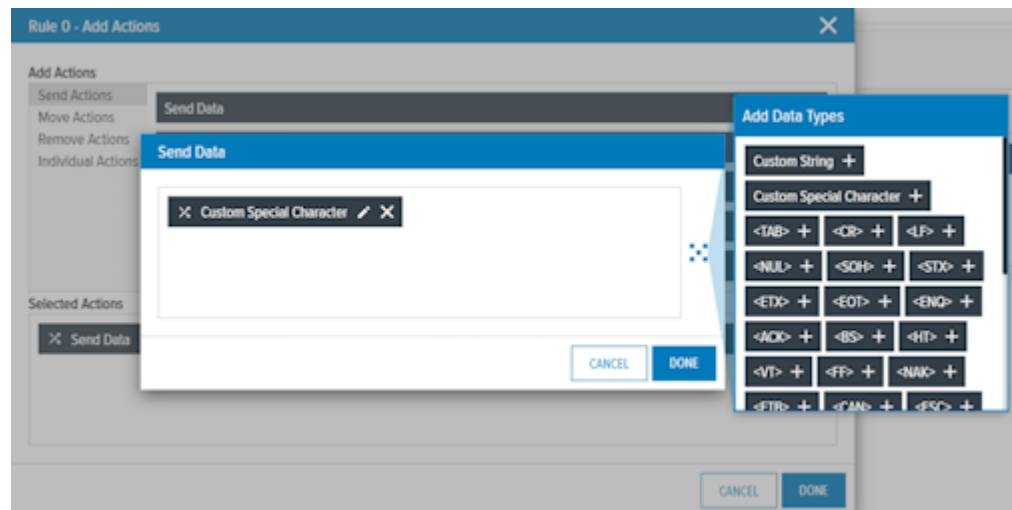 Rule 0 - Add Actions
Add Actions
Send Actions
Move Actions
Remove Actions
Individual Actions
Send Data
Send Data
Custom Special Character
CANCEL DONE
Add Data Types
Custom String +
Custom Special Character +
<TAB> + <CR> + <LF> +
<NUL> + <SOH> + <STX> +
<ETX> + <EOT> + <ENQ> +
<ACK> + <BS> + <HT> +
<VT> + <FF> + <NAK> +
<ETB> + <CAN> + <ESC> +
Selected Actions
Send Data
CANCEL DONE